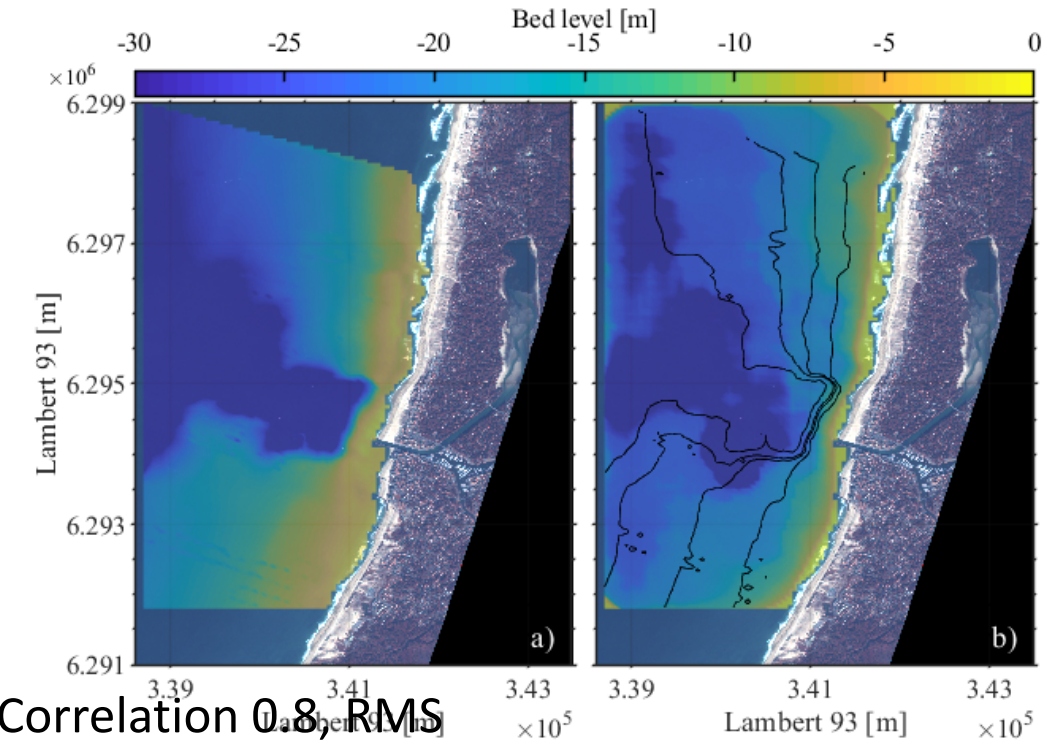 Bed level [m]
-30 -25 -20 -15 -10 -5 0
×10⁶
6.299
6.297
6.295
6.293
6.291
Lambert 93 [m]
a)
b)
3.39 3.41 3.43 3.39 3.41 3.43
Lambert 93 [m] ×10⁵ Lambert 93 [m] ×10⁵
Correlation 0.8, RMS